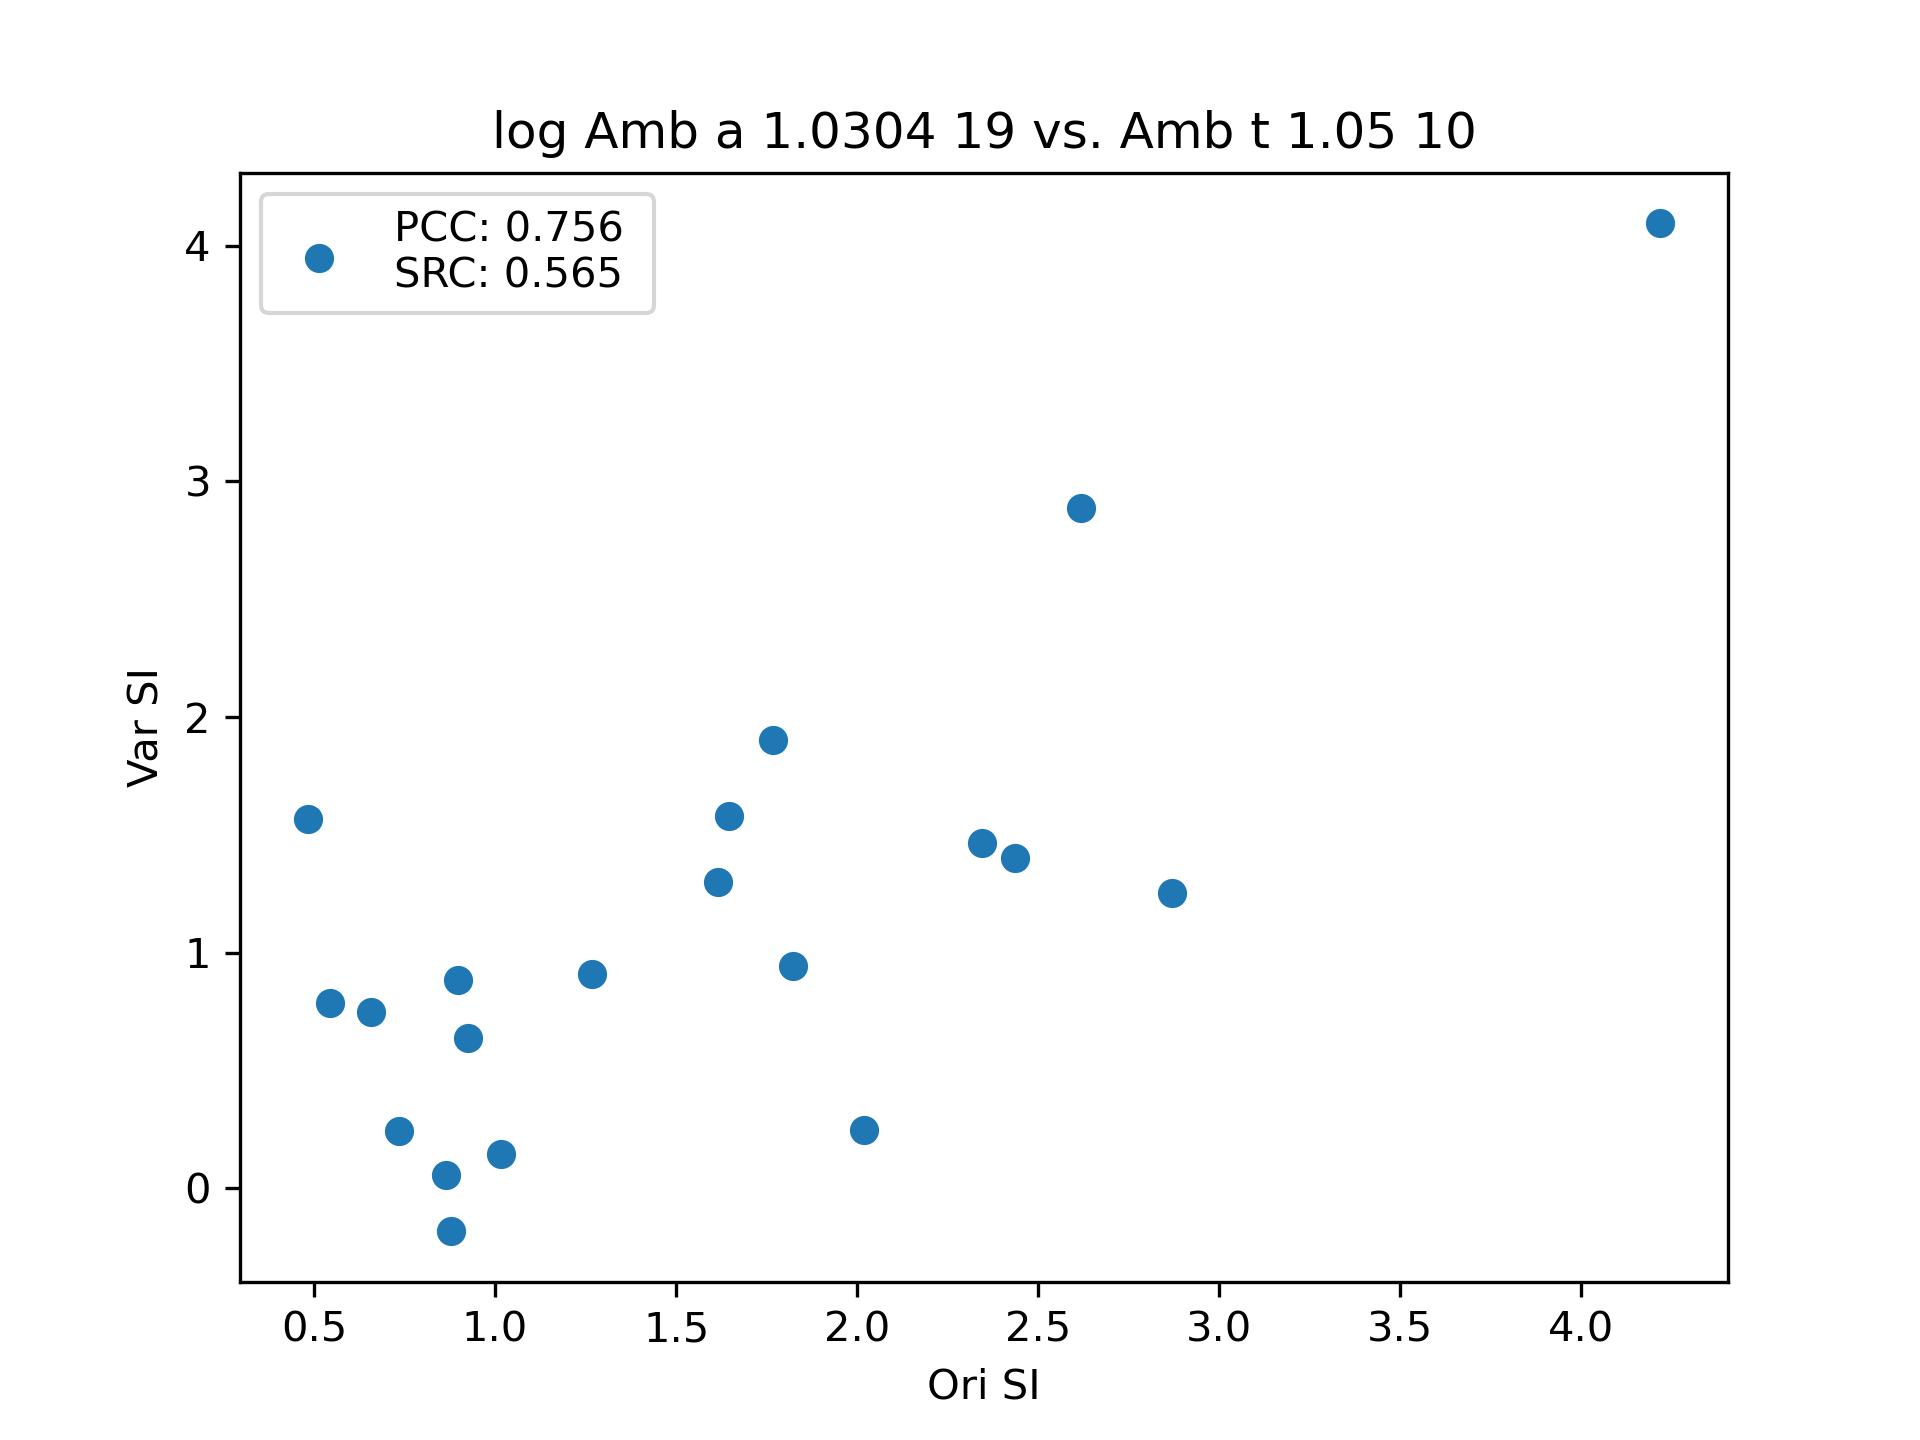 log Amb a 1.0304 19 vs. Amb t 1.05 10
PCC: 0.756
SRC: 0.565
4
3
2
1
0
Var SI
0.5 1.0 1.5 2.0 2.5 3.0 3.5 4.0
Ori SI